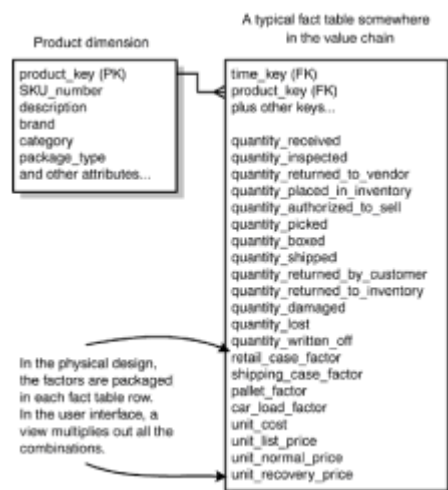 A typical fact table somewhere
in the value chain
Product dimension
product_key (PK)
SKU_number
description
brand
category
package_type
and other attributes...
time_key (FK)
product_key (FK)
plus other keys...
quantity_received
quantity_inspected
quantity_returned_to_vendor
quantity_placed_in_inventory
quantity_authorized_to_sell
quantity_picked
quantity_boxed
quantity_shipped
quantity_returned_by_customer
quantity_returned_to_inventory
quantity_damaged
quantity_lost
quantity_written_off
retail_case_factor
shipping_case_factor
pallet_factor
car_load_factor
unit_cost
unit_list_price
unit_normal_price
unit_recovery_price
In the physical design,
the factors are packaged
in each fact table row.
In the user interface, a
view multiplies out all the
combinations.